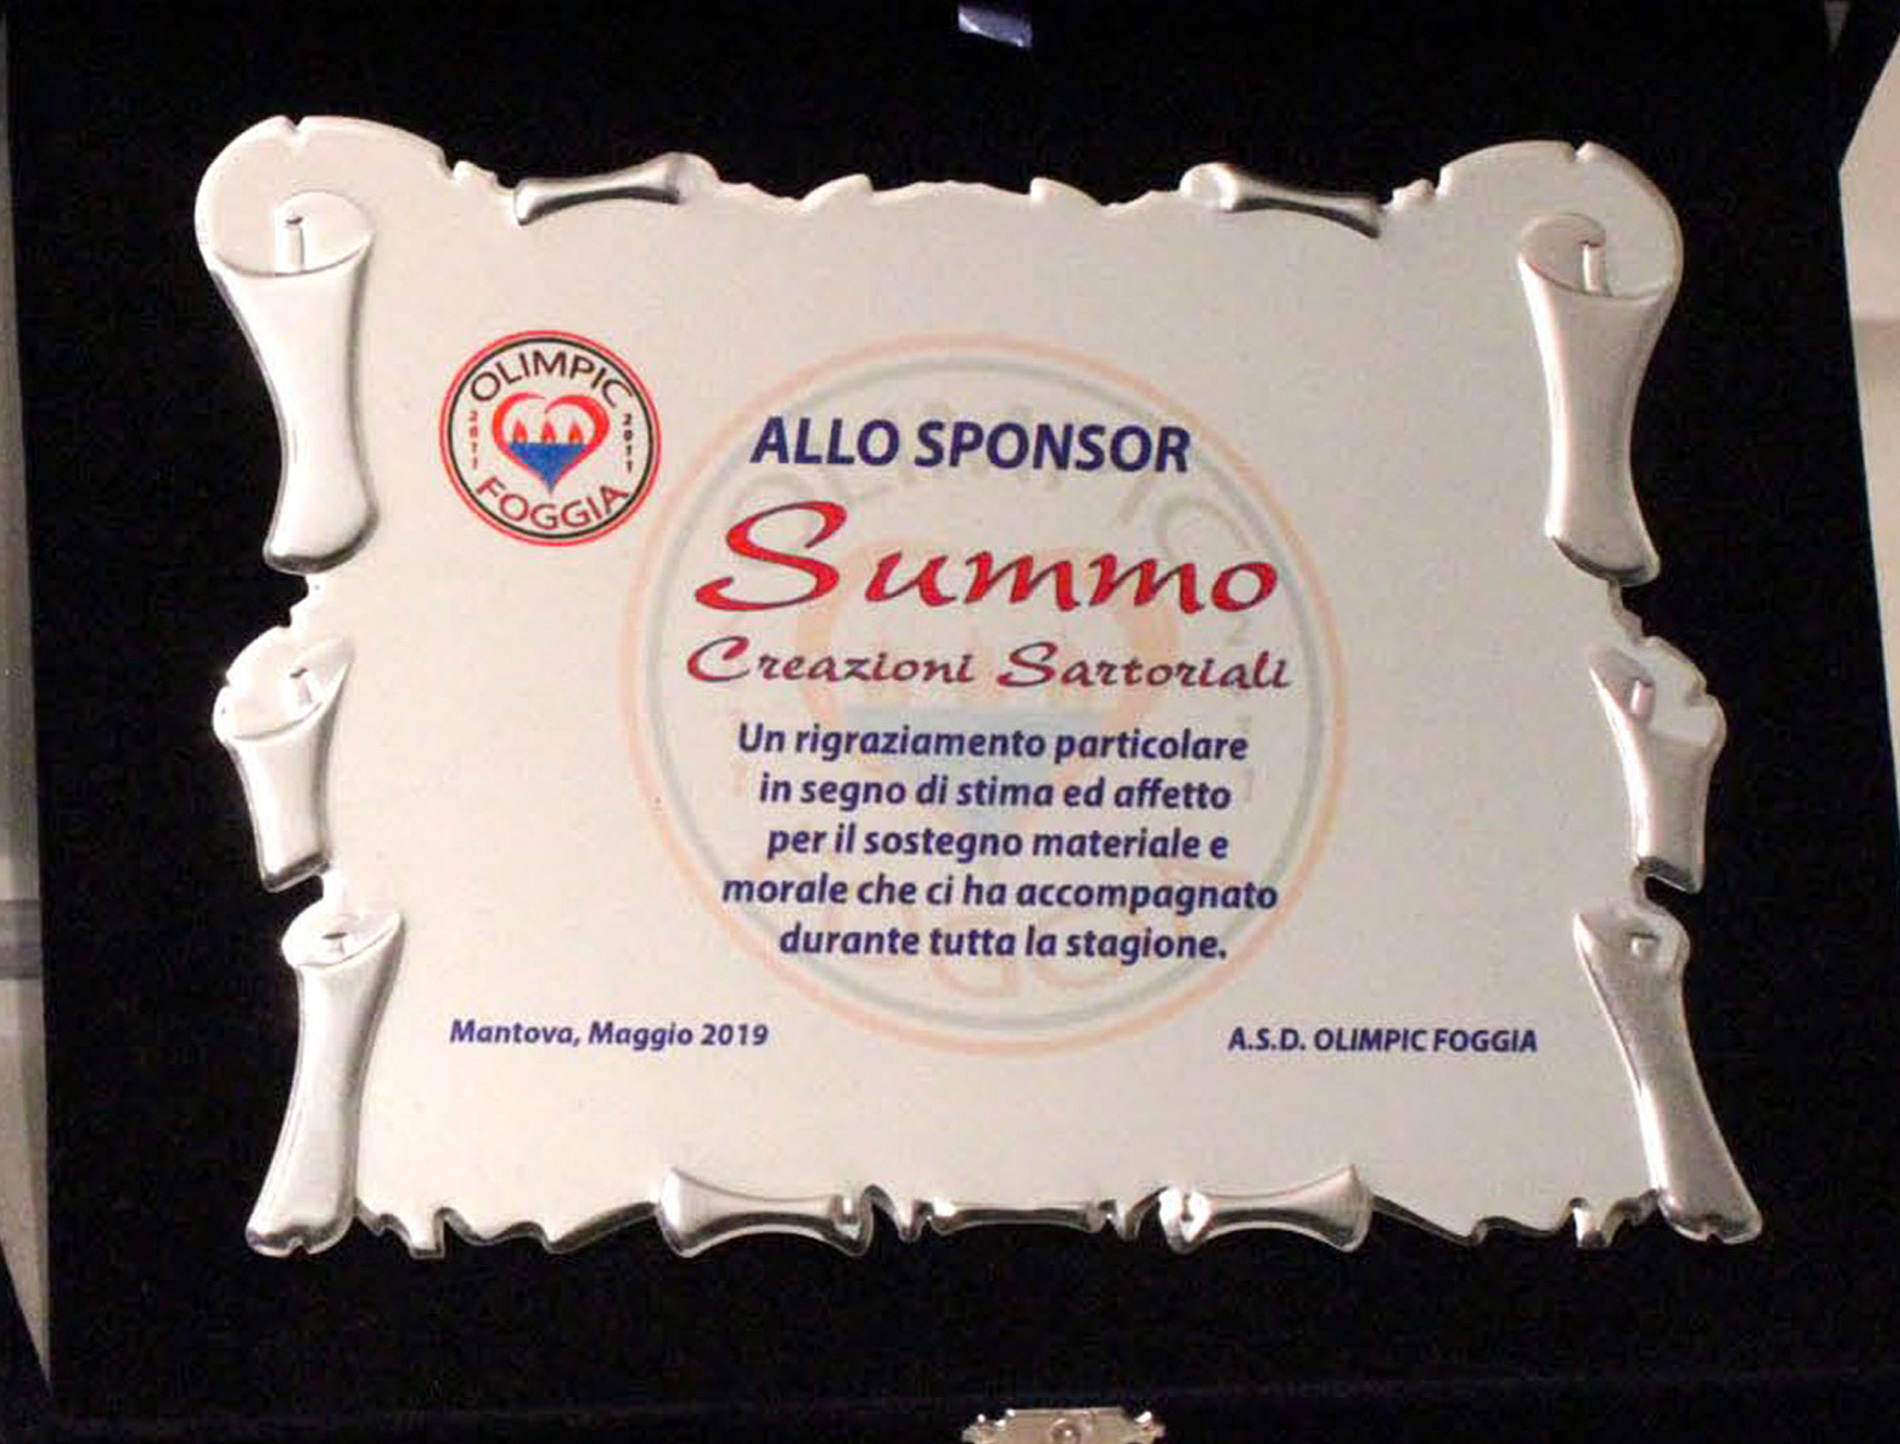 OLIMPIC
2011 2011
FOGGIA
ALLO SPONSOR
Summo
Creazioni Sartoriali
Un rigraziamento particolare
in segno di stima ed affetto
per il sostegno materiale e
morale che ci ha accompagnato
durante tutta la stagione.
Mantova, Maggio 2019
A.S.D. OLIMPIC FOGGIA